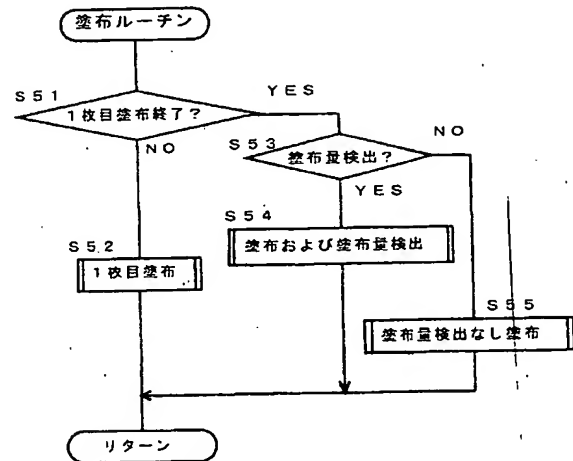 塗布ルーチン
S51
1枚目塗布終了?
YES
NO
S53
塗布量検出?
NO
YES
S54
塗布および塗布量検出
S52
1枚目塗布
S55
塗布量検出なし塗布
リターン